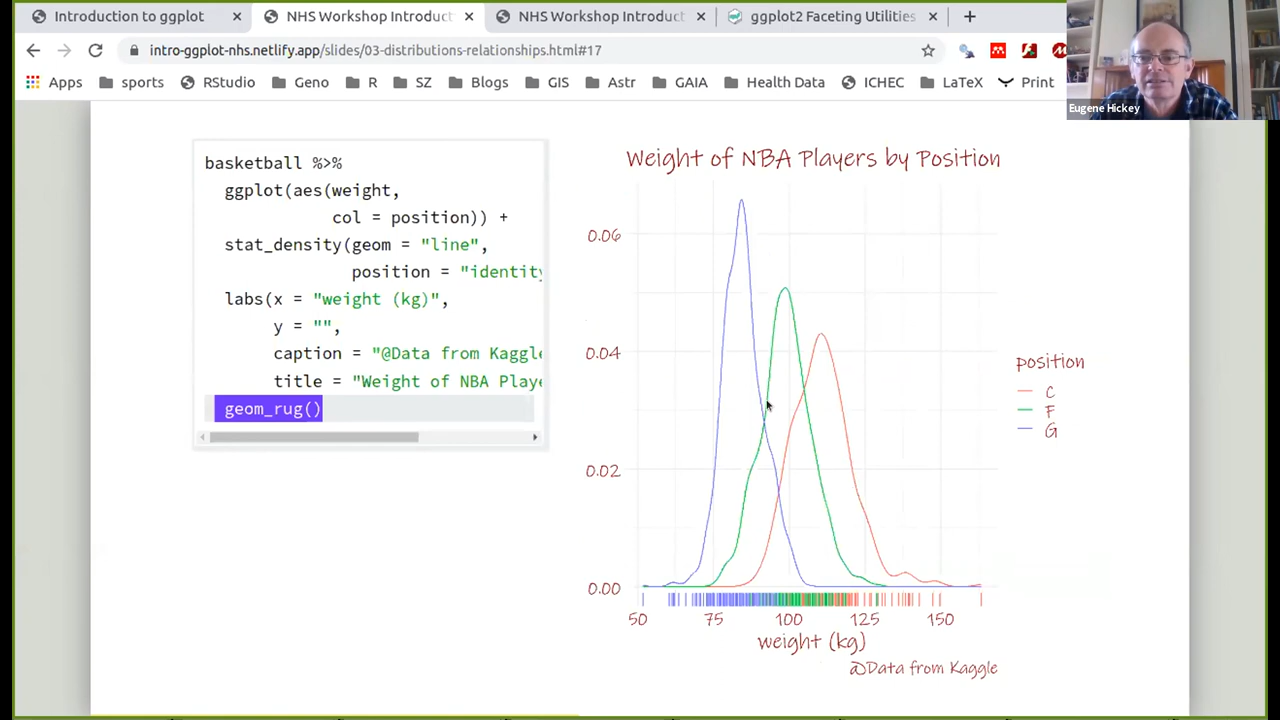 Introduction to ggplot
NHS Workshop Introduct
NHS Workshop Introduct
ggplot2 Faceting Utilities
intro-ggplot-nhs.netlify.app/slides/03-distributions-relationships.html#17
Apps sports RStudio Geno R SZ Blogs GIS Astr GAIA Health Data ICHEC LaTeX Print
Eugene Hickey
basketball %>%
ggplot(aes(weight,
col = position)) +
stat_density(geom = "line",
position = "identity
labs(x = "weight (kg)",
y = "",
caption = "@Data from Kaggle
title = "Weight of NBA Playe
geom_rug()
Weight of NBA Players by Position
0.06
0.04
0.02
0.00
50 75 100 125 150
weight (kg)
@Data from Kaggle
position
C
F
G